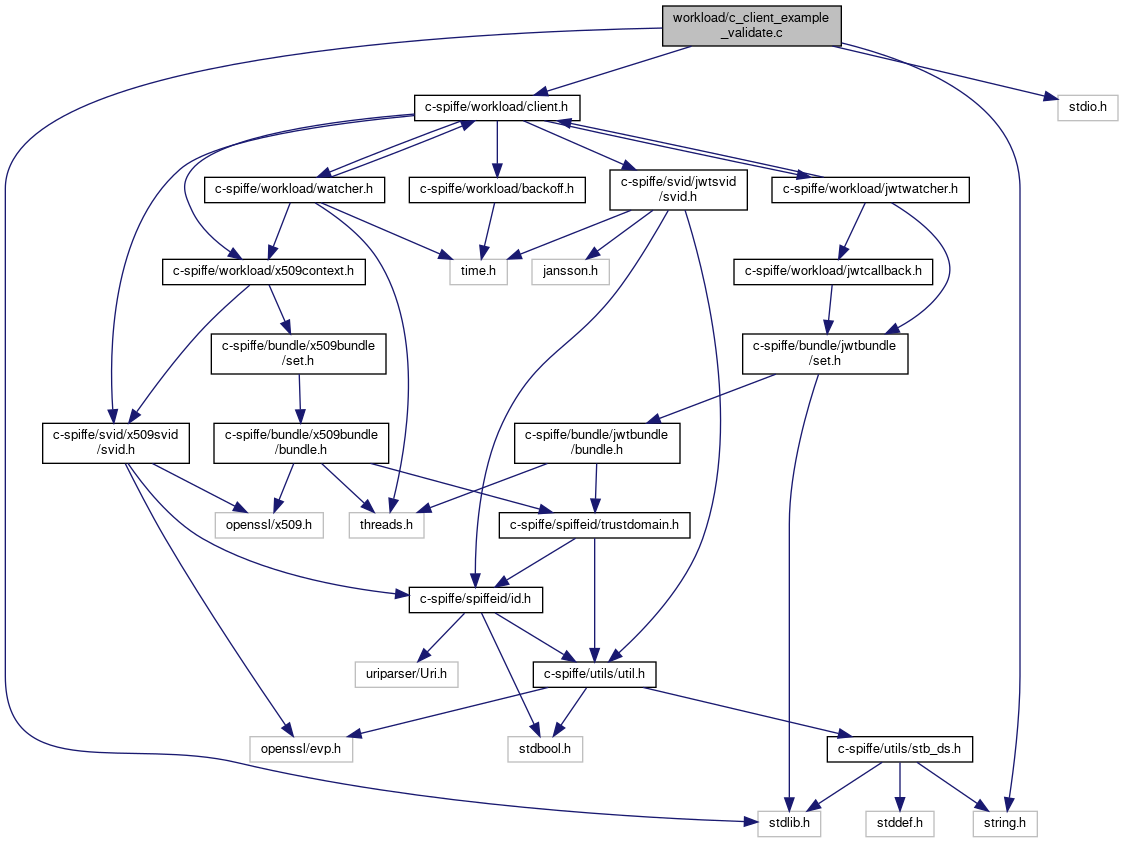 workload/c_client_example
_validate.c
c-spiffe/workload/client.h
stdio.h
c-spiffe/workload/watcher.h
c-spiffe/workload/backoff.h
c-spiffe/svid/jwtsvid
/svid.h
c-spiffe/workload/jwtwatcher.h
c-spiffe/workload/x509context.h
time.h
jansson.h
c-spiffe/workload/jwtcallback.h
c-spiffe/bundle/x509bundle
/set.h
c-spiffe/bundle/jwtbundle
/set.h
c-spiffe/svid/x509svid
/svid.h
c-spiffe/bundle/x509bundle
/bundle.h
c-spiffe/bundle/jwtbundle
/bundle.h
openssl/x509.h
threads.h
c-spiffe/spiffeid/trustdomain.h
c-spiffe/spiffeid/id.h
uriparser/Uri.h
c-spiffe/utils/util.h
openssl/evp.h
stdbool.h
c-spiffe/utils/stb_ds.h
stdlib.h
stddef.h
string.h